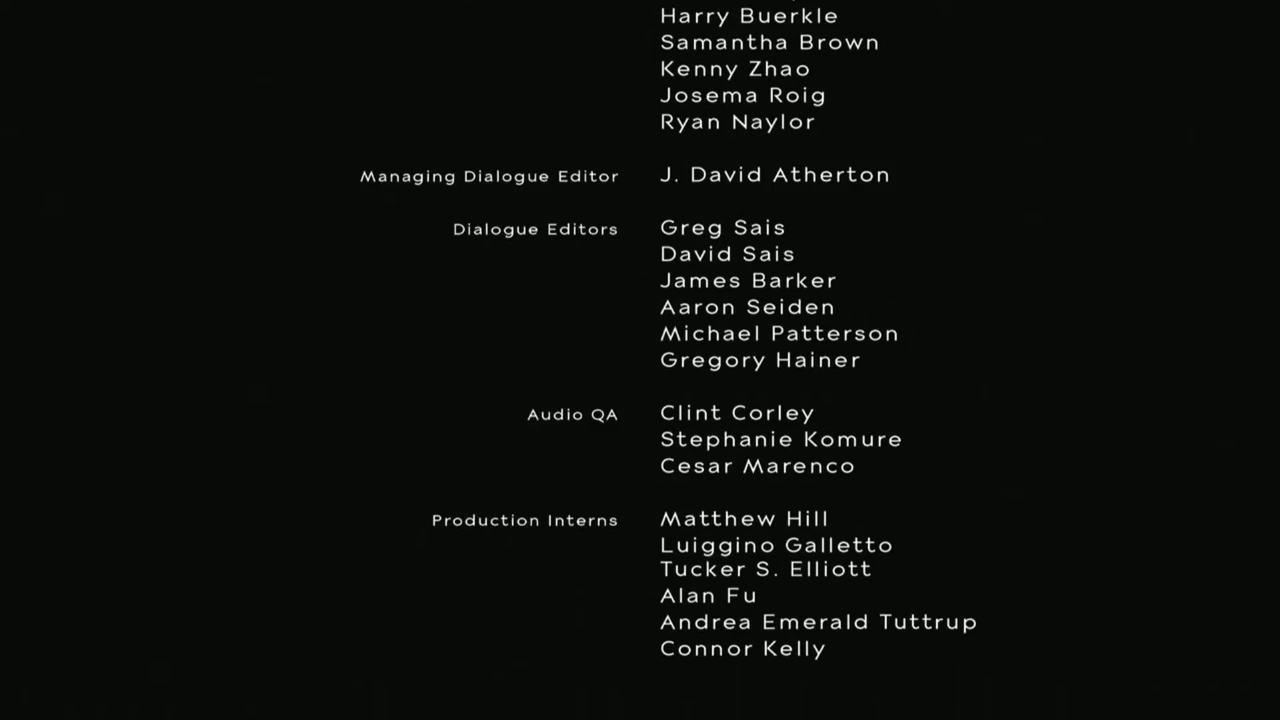 Harry Buerkle
Samantha Brown
Kenny Zhao
Josema Roig
Ryan Naylor
Managing Dialogue Editor J. David Atherton
Dialogue Editors Greg Sais
David Sais
James Barker
Aaron Seiden
Michael Patterson
Gregory Hainer
Audio QA Clint Corley
Stephanie Komure
Cesar Marenco
Production Interns Matthew Hill
Luiggino Galletto
Tucker S. Elliott
Alan Fu
Andrea Emerald Tuttrup
Connor Kelly